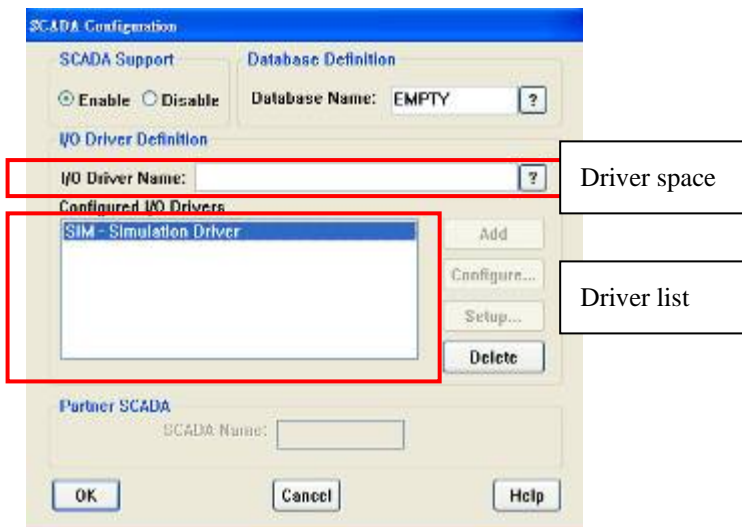 SCADA Configuration
SCADA Support
Database Definition
Enable Disable
Database Name: EMPTY ?
I/O Driver Definition
I/O Driver Name: ?
Driver space
Configured I/O Drivers
SIM - Simulation Driver
Add
Configure...
Driver list
Setup...
Delete
Partner SCADA
SCADA Name:
OK Cancel Help